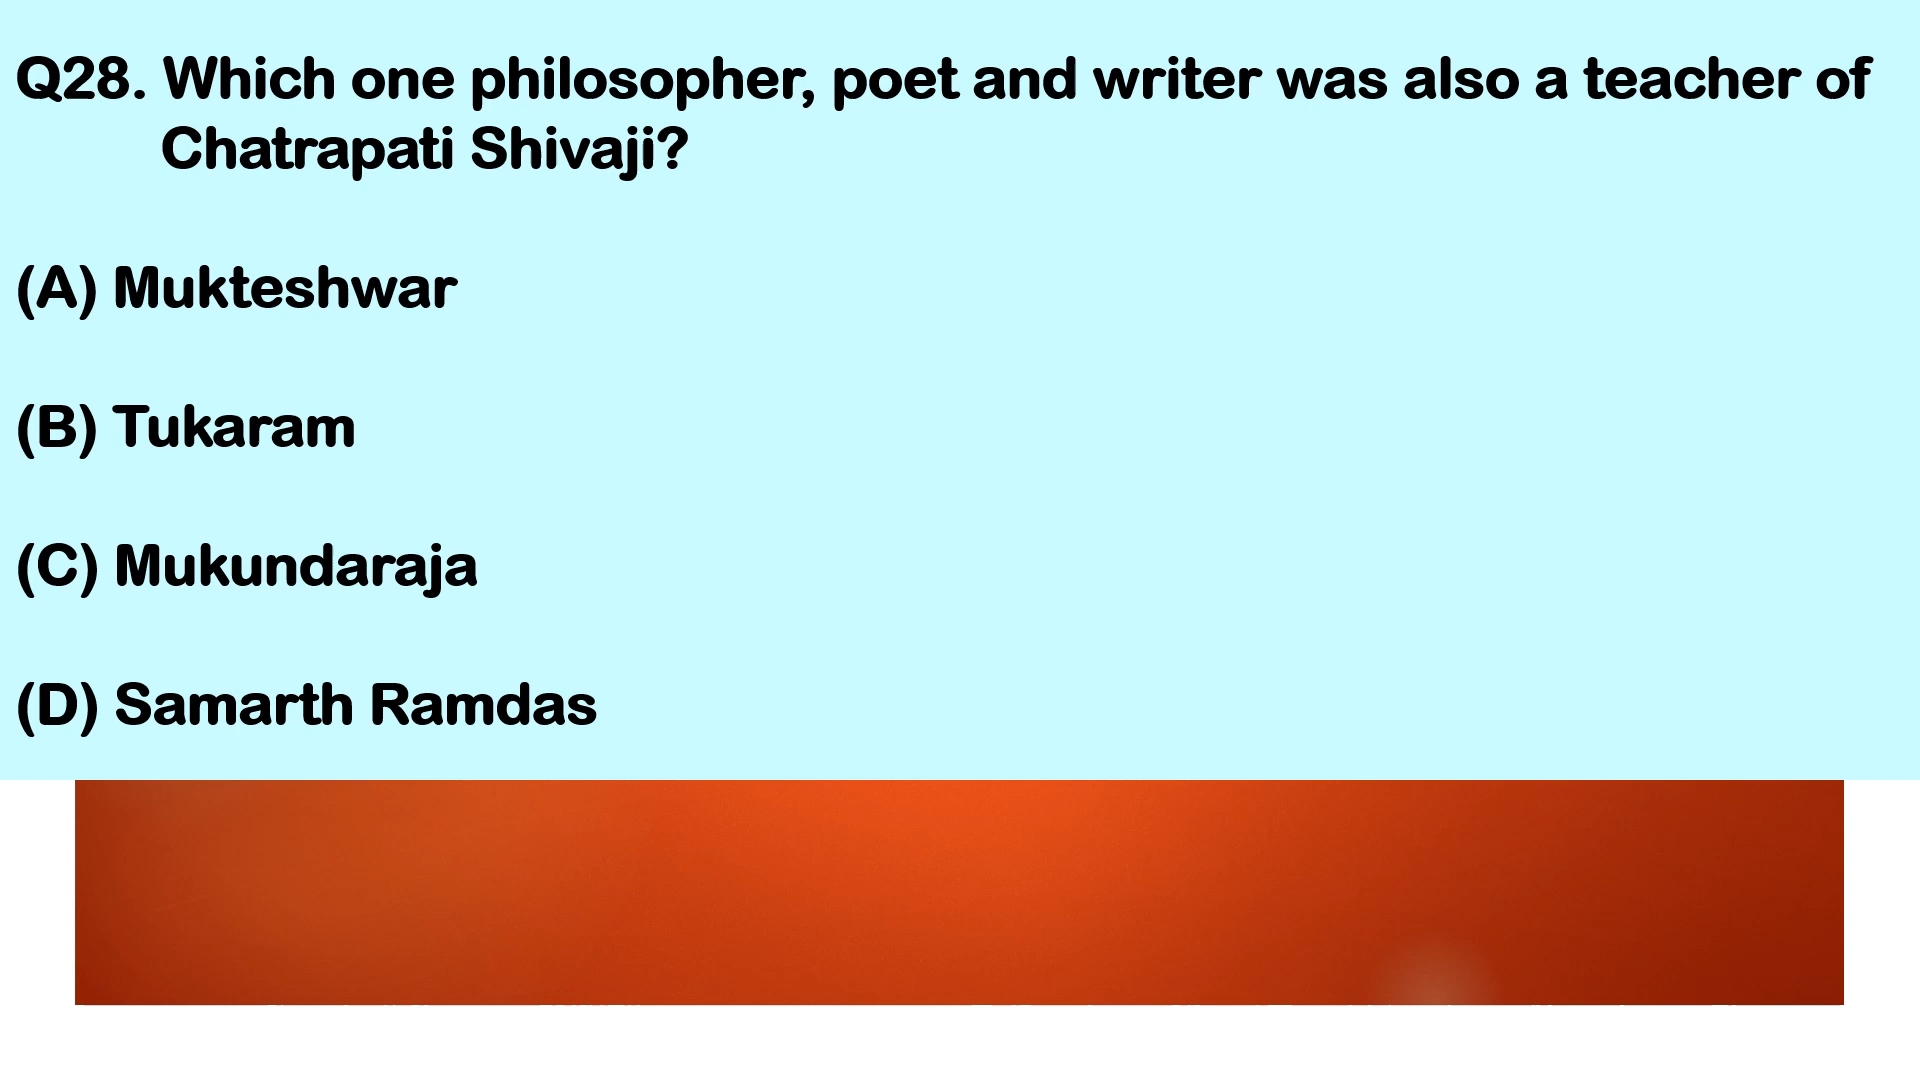 Q28. Which one philosopher, poet and writer was also a teacher of
Chatrapati Shivaji?
(A) Mukteshwar
(B) Tukaram
(C) Mukundaraja
(D) Samarth Ramdas